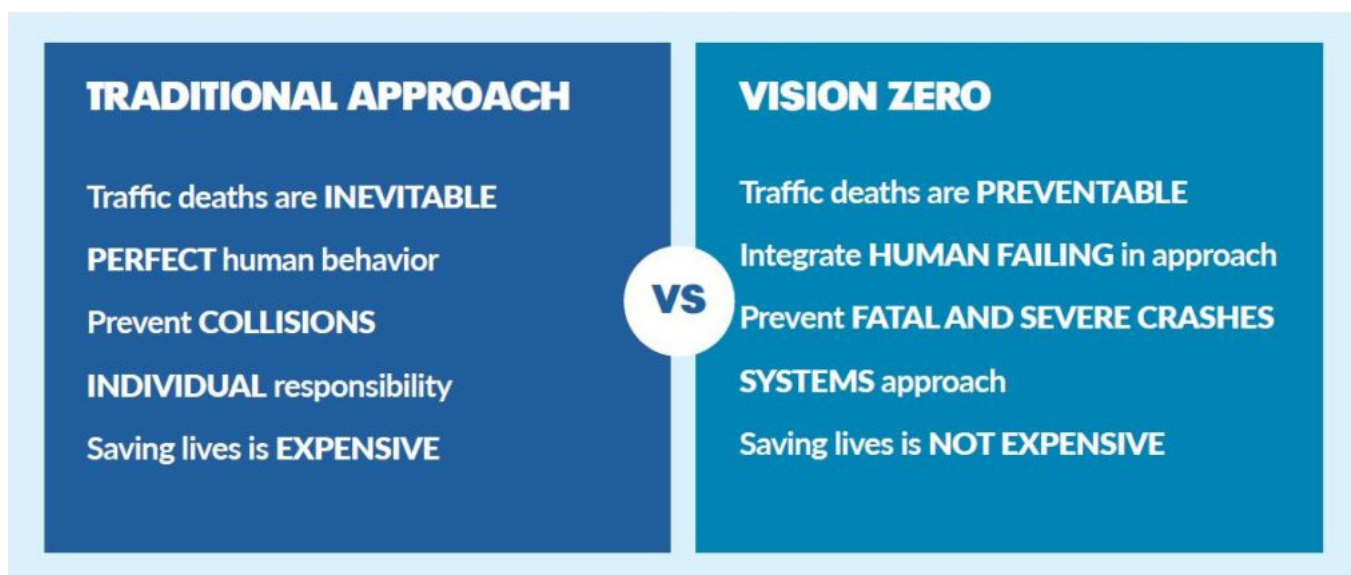 TRADITIONAL APPROACH
Traffic deaths are INEVITABLE
PERFECT human behavior
Prevent COLLISIONS
INDIVIDUAL responsibility
Saving lives is EXPENSIVE
VS
VISION ZERO
Traffic deaths are PREVENTABLE
Integrate HUMAN FAILING in approach
Prevent FATAL AND SEVERE CRASHES
SYSTEMS approach
Saving lives is NOT EXPENSIVE